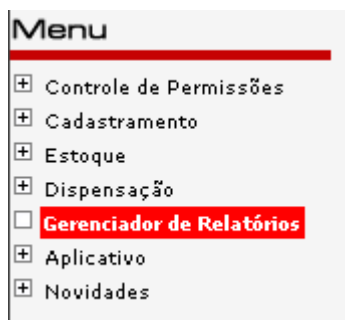 Menu
Controle de Permissões
Cadastramento
Estoque
Dispensação
Gerenciador de Relatórios
Aplicativo
Novidades